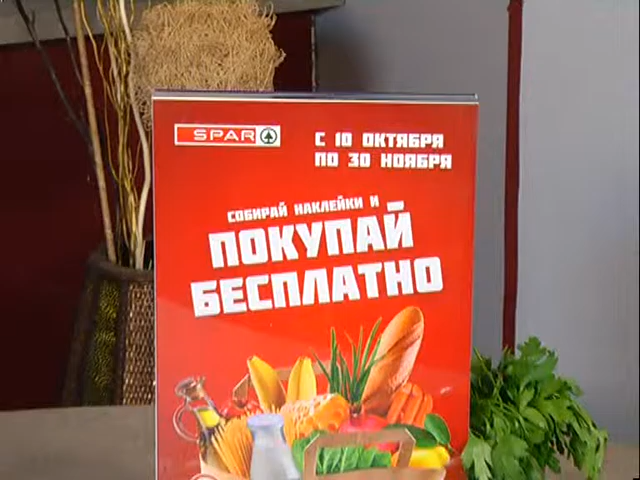 SPAR
С 10 ОКТЯБРЯ
ПО 30 НОЯБРЯ
СОБИРАЙ НАКЛЕЙКИ И
ПОКУПАЙ
БЕСПЛАТНО